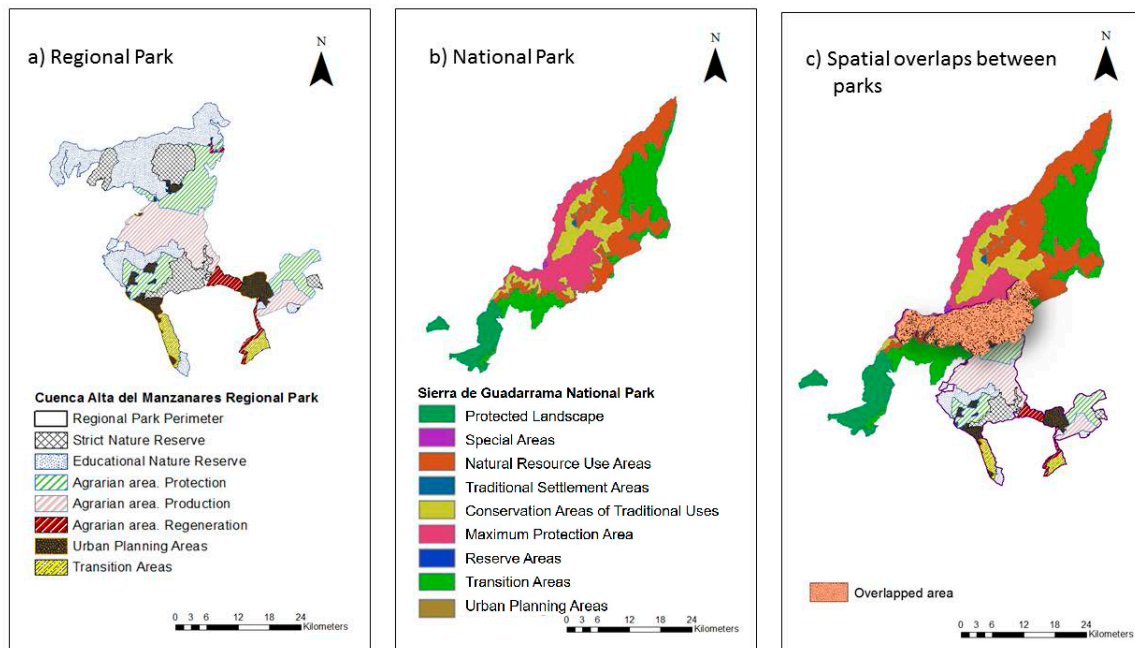 a) Regional Park
N
Cuenca Alta del Manzanares Regional Park
Regional Park Perimeter
Strict Nature Reserve
Educational Nature Reserve
Agrarian area. Protection
Agrarian area. Production
Agrarian area. Regeneration
Urban Planning Areas
Transition Areas
0 3 6 12 18 24
Kilometers
b) National Park
N
Sierra de Guadarrama National Park
Protected Landscape
Special Areas
Natural Resource Use Areas
Traditional Settlement Areas
Conservation Areas of Traditional Uses
Maximum Protection Area
Reserve Areas
Transition Areas
Urban Planning Areas
0 3 6 12 18 24
Kilometers
c) Spatial overlaps between
parks
N
Overlapped area
0 3 6 12 18 24
Kilometers